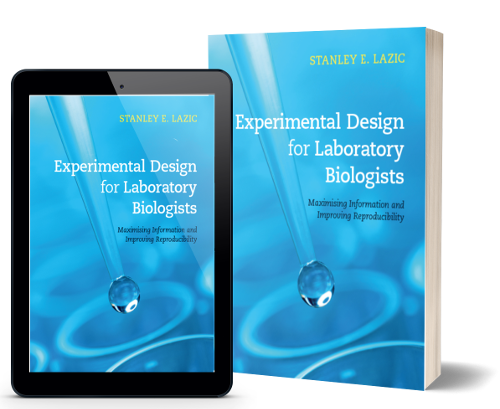 STANLEY E. LAZIC
Experimental Design
for Laboratory
Biologists
Maximising Information and
Improving Reproducibility
STANLEY E. LAZIC
Experimental Design
for Laboratory
Biologists
Maximising Information and
Improving Reproducibility